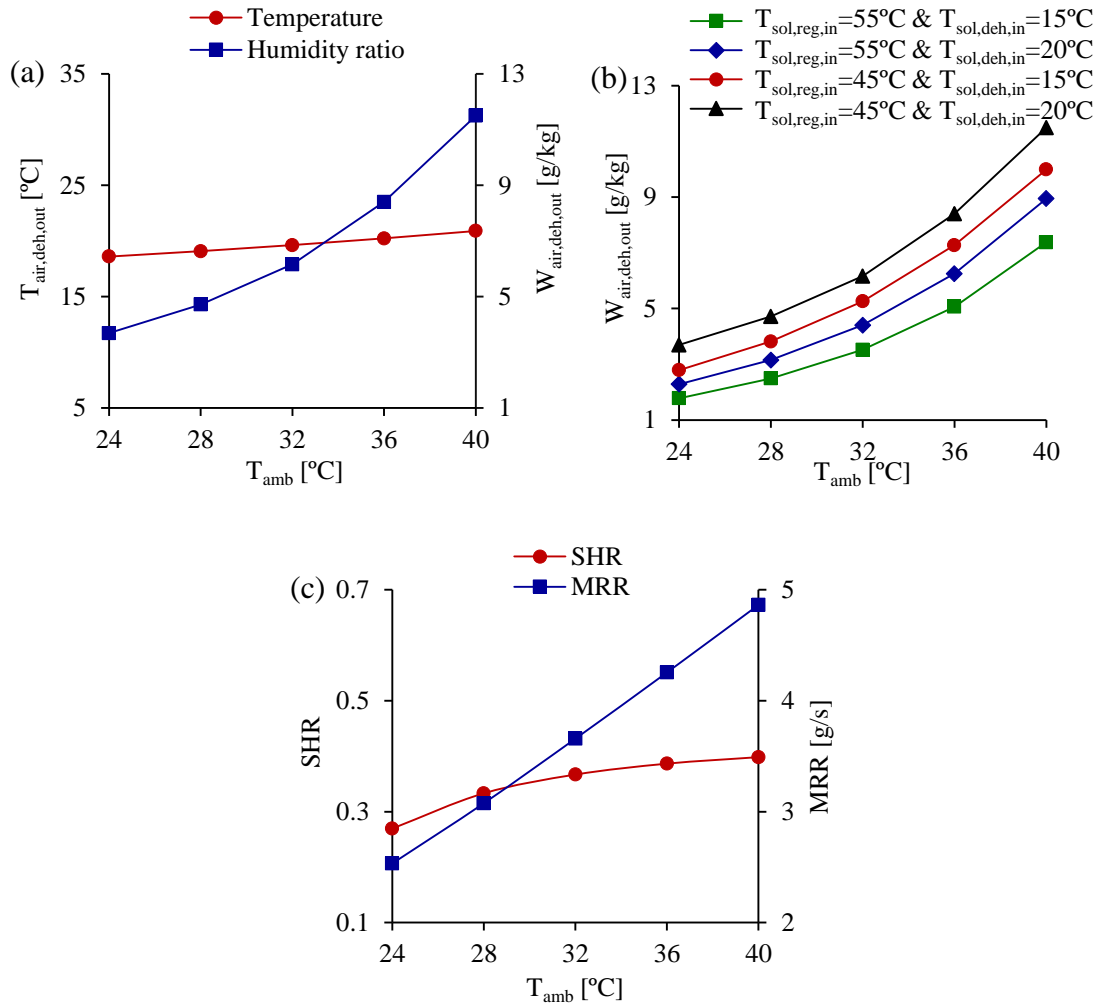 Temperature
Humidity ratio
(a)
35
25
15
5
T_air,deh,out [ºC]
13
9
5
1
W_air,deh,out [g/kg]
24 28 32 36 40
T_amb [ºC]
T_sol,reg,in=55ºC & T_sol,deh,in=15ºC
T_sol,reg,in=55ºC & T_sol,deh,in=20ºC
T_sol,reg,in=45ºC & T_sol,deh,in=15ºC
T_sol,reg,in=45ºC & T_sol,deh,in=20ºC
(b)
13
9
5
1
W_air,deh,out [g/kg]
24 28 32 36 40
T_amb [ºC]
SHR
MRR
(c)
0.7
0.5
0.3
0.1
SHR
5
4
3
2
MRR [g/s]
24 28 32 36 40
T_amb [ºC]